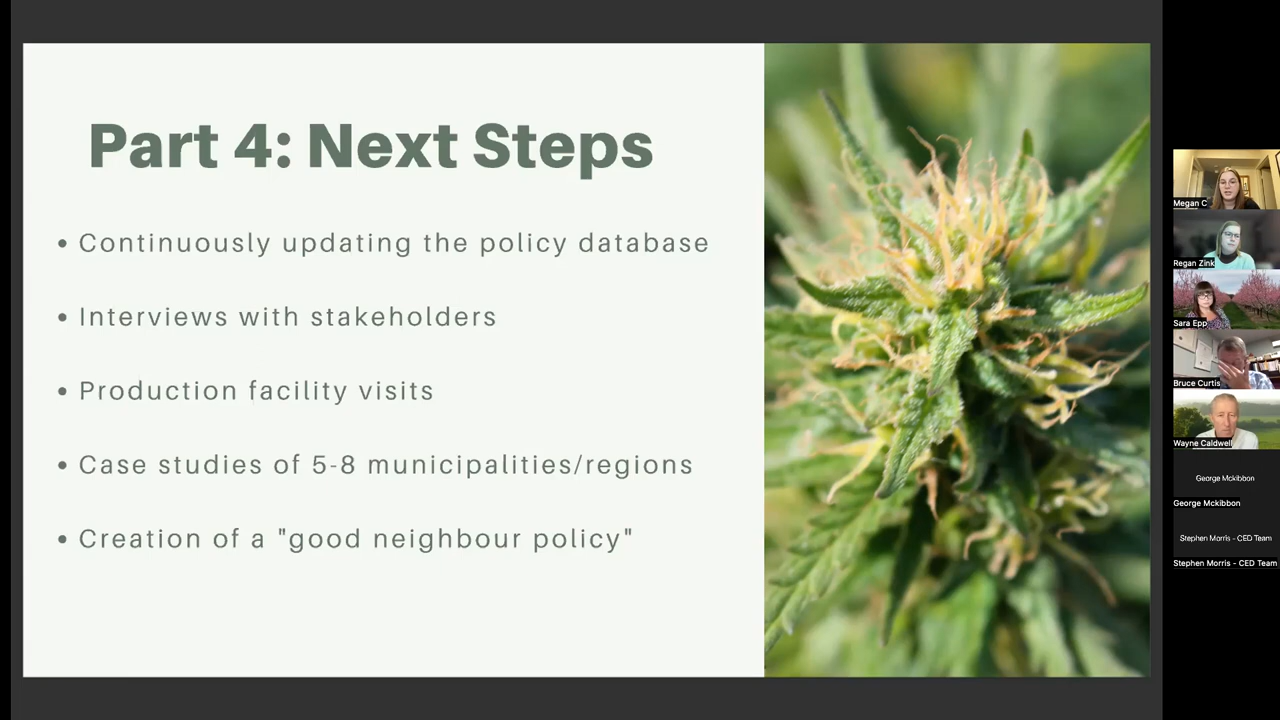 Part 4: Next Steps
• Continuously updating the policy database
• Interviews with stakeholders
• Production facility visits
• Case studies of 5-8 municipalities/regions
• Creation of a "good neighbour policy"
Megan C
Regan Zink
Sara Epp
Bruce Curtis
Wayne Caldwell
George Mckibbon
George Mckibbon
Stephen Morris - CED Team
Stephen Morris - CED Team